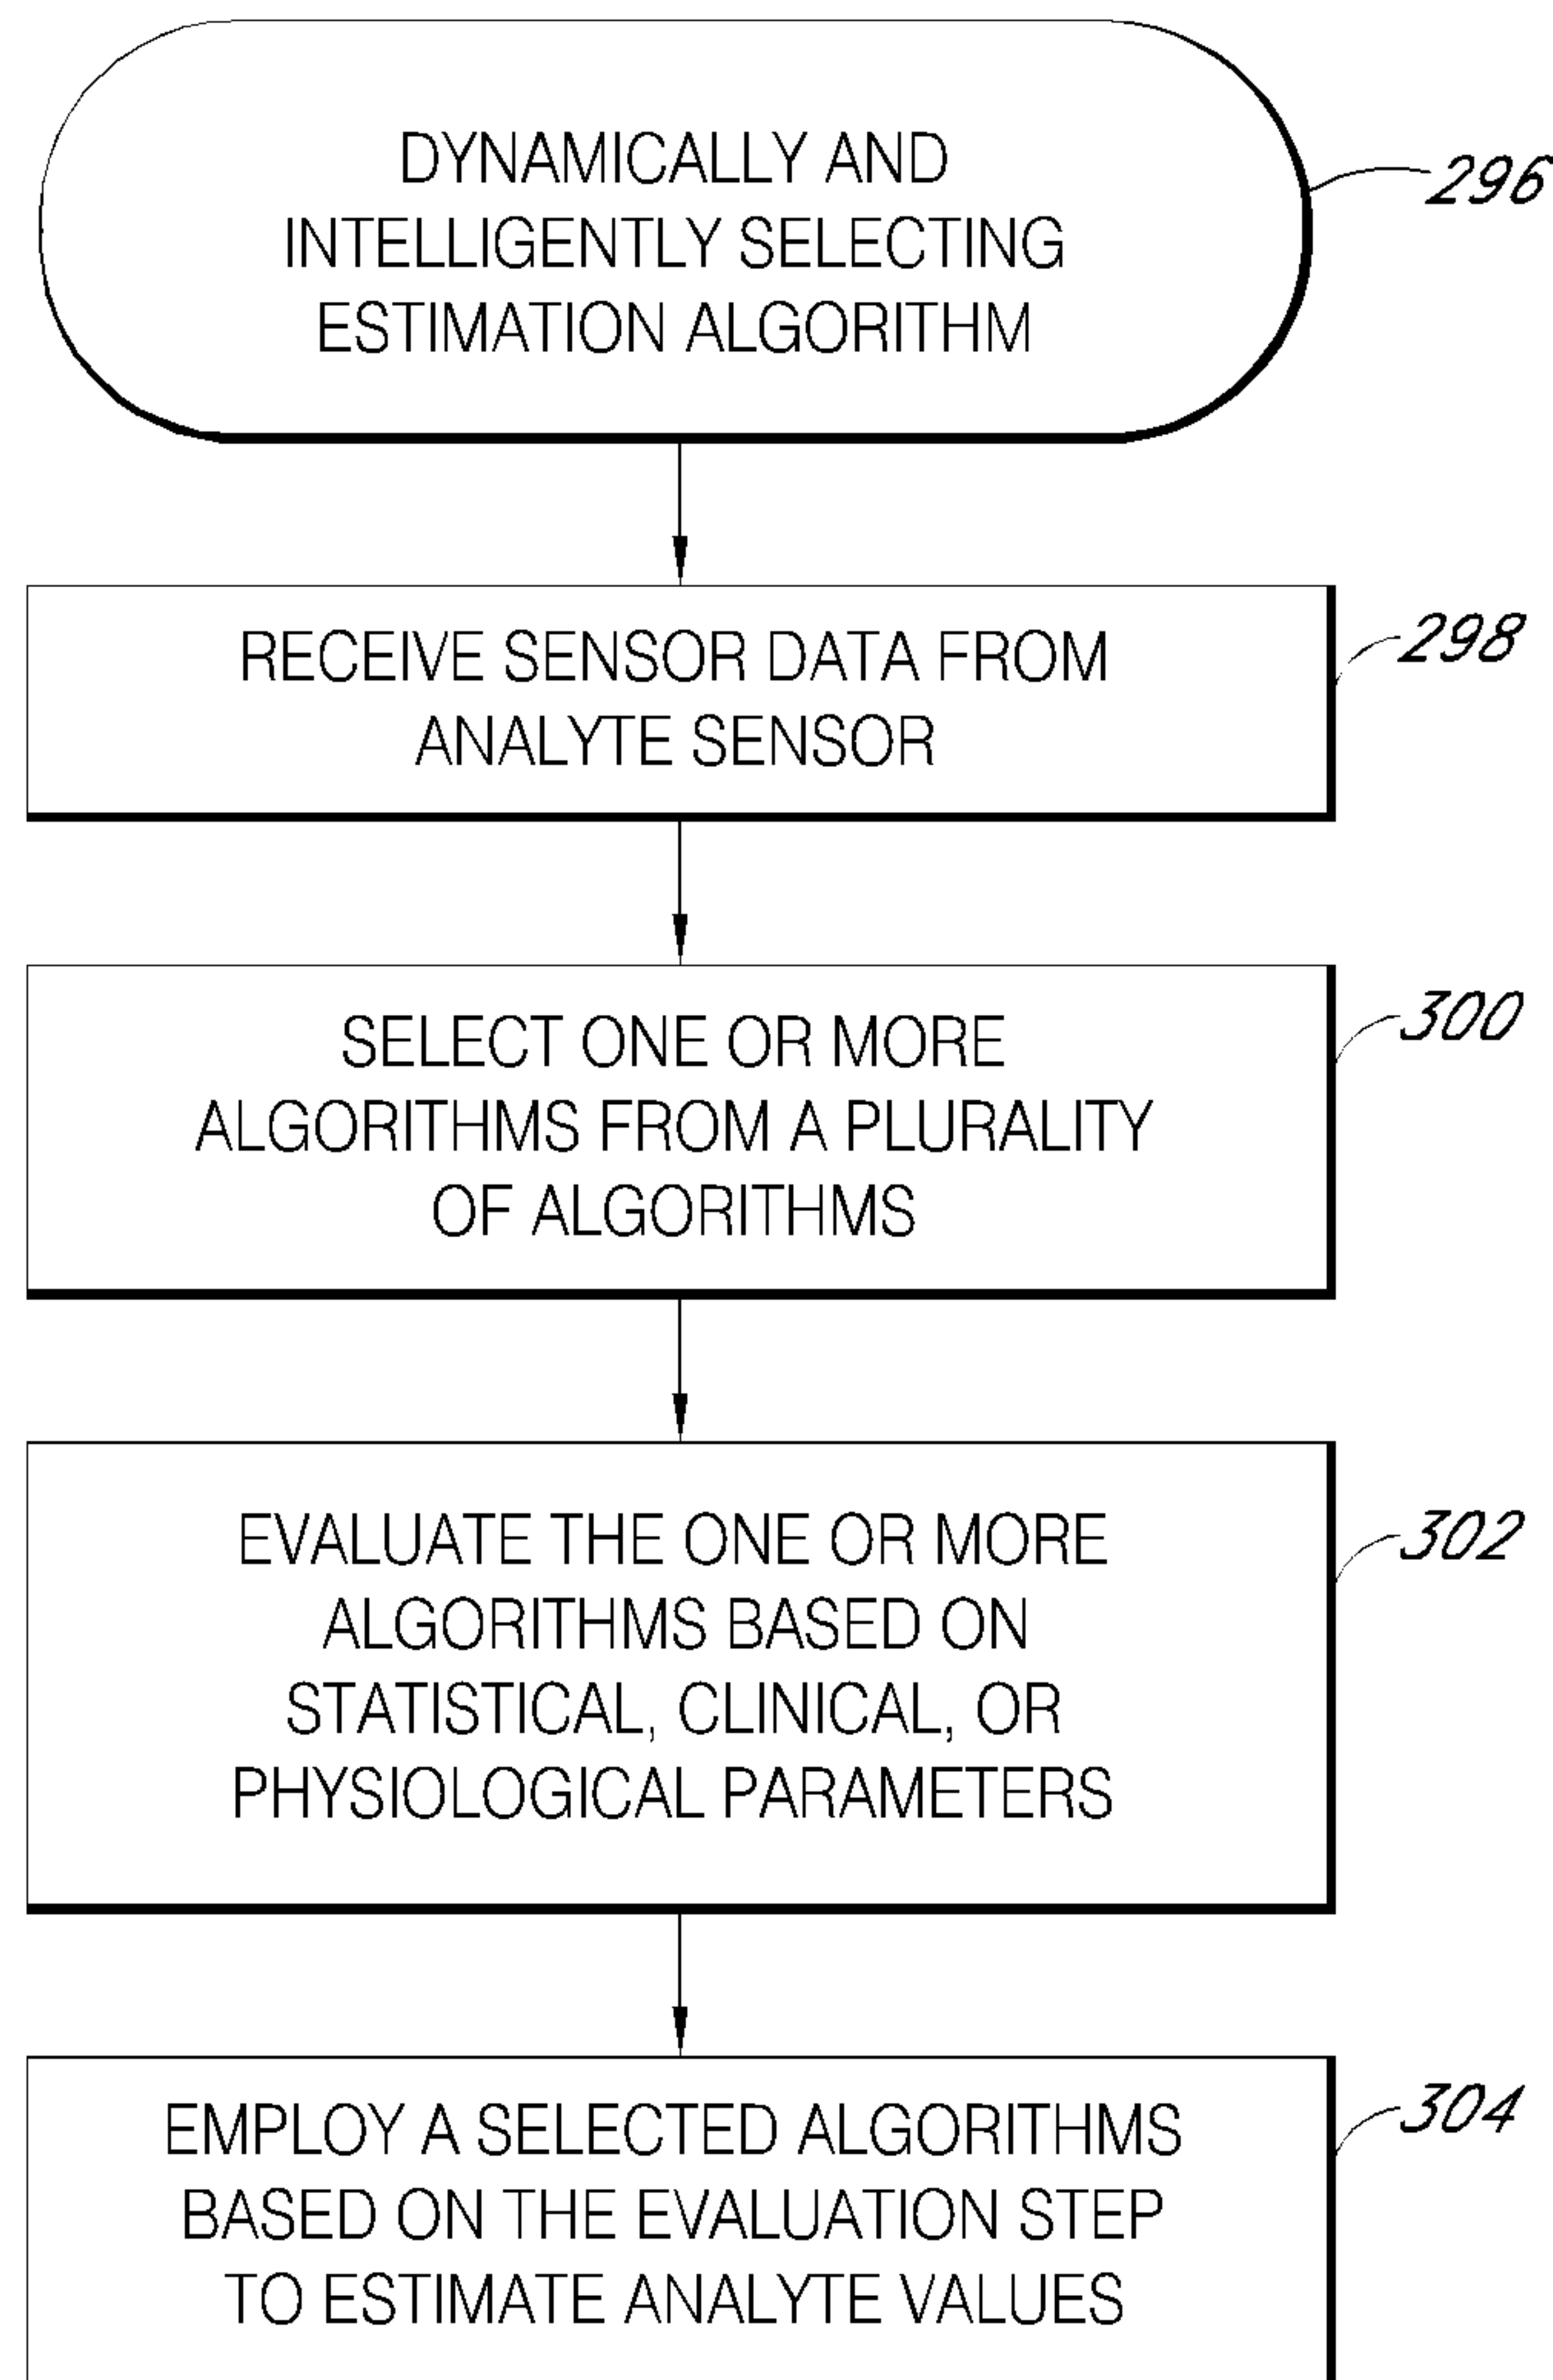 DYNAMICALLY AND
INTELLIGENTLY SELECTING
ESTIMATION ALGORITHM
296
RECEIVE SENSOR DATA FROM
ANALYTE SENSOR
298
SELECT ONE OR MORE
ALGORITHMS FROM A PLURALITY
OF ALGORITHMS
300
EVALUATE THE ONE OR MORE
ALGORITHMS BASED ON
STATISTICAL, CLINICAL, OR
PHYSIOLOGICAL PARAMETERS
302
EMPLOY A SELECTED ALGORITHMS
BASED ON THE EVALUATION STEP
TO ESTIMATE ANALYTE VALUES
304